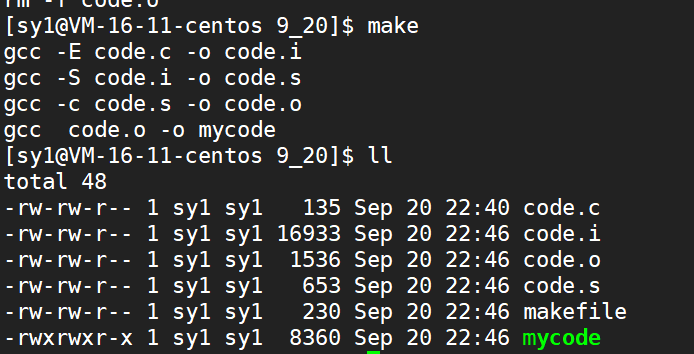 rm -f code.o
[sy1@VM-16-11-centos 9_20]$ make
gcc -E code.c -o code.i
gcc -S code.i -o code.s
gcc -c code.s -o code.o
gcc  code.o -o mycode
[sy1@VM-16-11-centos 9_20]$ ll
total 48
-rw-rw-r-- 1 sy1 sy1   135 Sep 20 22:40 code.c
-rw-rw-r-- 1 sy1 sy1 16933 Sep 20 22:46 code.i
-rw-rw-r-- 1 sy1 sy1  1536 Sep 20 22:46 code.o
-rw-rw-r-- 1 sy1 sy1   653 Sep 20 22:46 code.s
-rw-rw-r-- 1 sy1 sy1   230 Sep 20 22:46 makefile
-rwxrwxr-x 1 sy1 sy1  8360 Sep 20 22:46 mycode